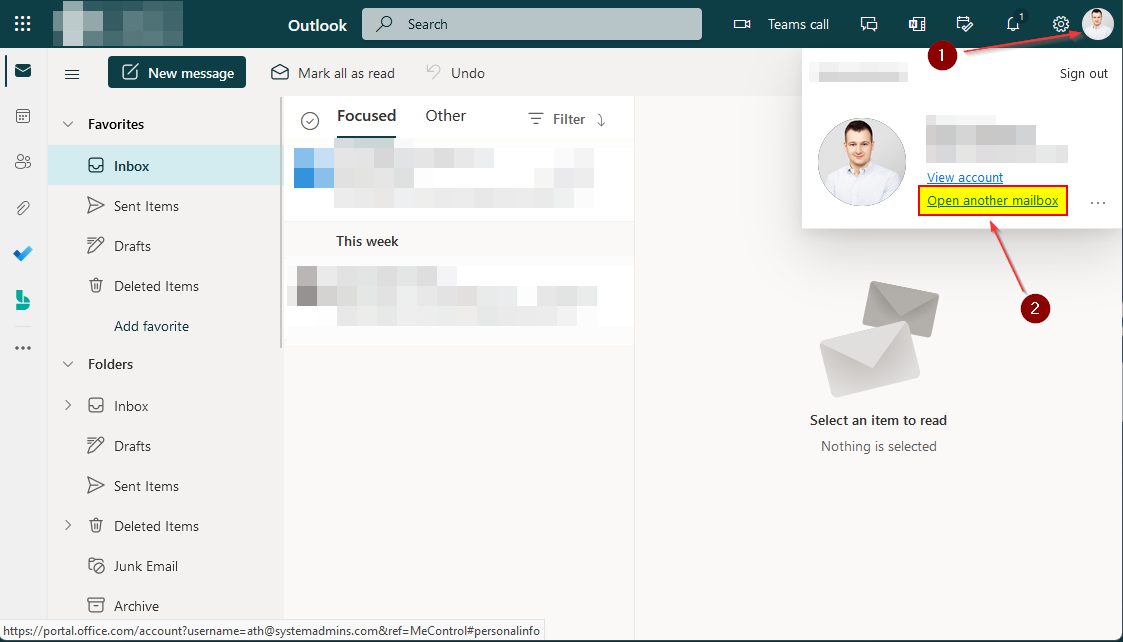 Outlook
Search
Teams call
1
New message
Mark all as read
Undo
1
Sign out
Favorites
Inbox
Sent Items
Drafts
Deleted Items
Add favorite
Folders
Inbox
Drafts
Sent Items
Deleted Items
Junk Email
Archive
Focused
Other
Filter
This week
View account
Open another mailbox
...
2
Select an item to read
Nothing is selected
https://portal.office.com/account?username=ath@systemadmins.com&ref=MeControl#personalinfo